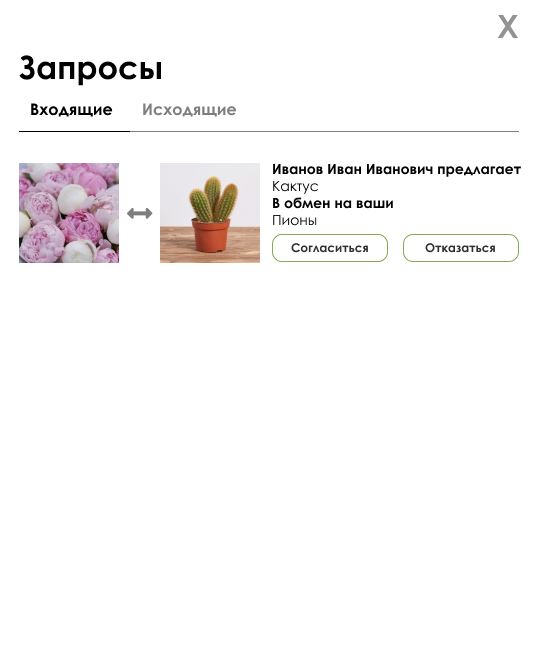 X
Запросы
Входящие Исходящие
Иванов Иван Иванович предлагает
Кактус
В обмен на ваши
Пионы
Согласиться Отказаться